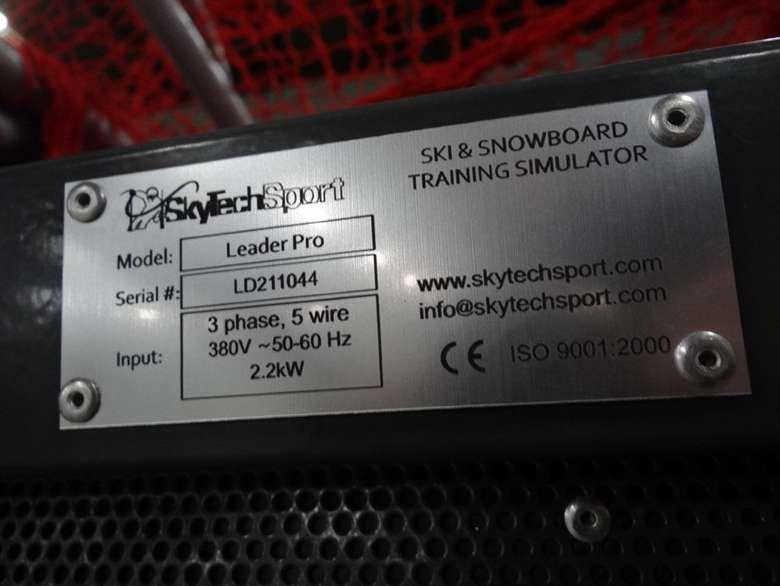 SkyTechSport
SKI & SNOWBOARD
TRAINING SIMULATOR
Model: Leader Pro
Serial #: LD211044
Input: 3 phase, 5 wire
380V ~50-60 Hz
2.2kW
www.skytechsport.com
info@skytechsport.com
CE ISO 9001:2000